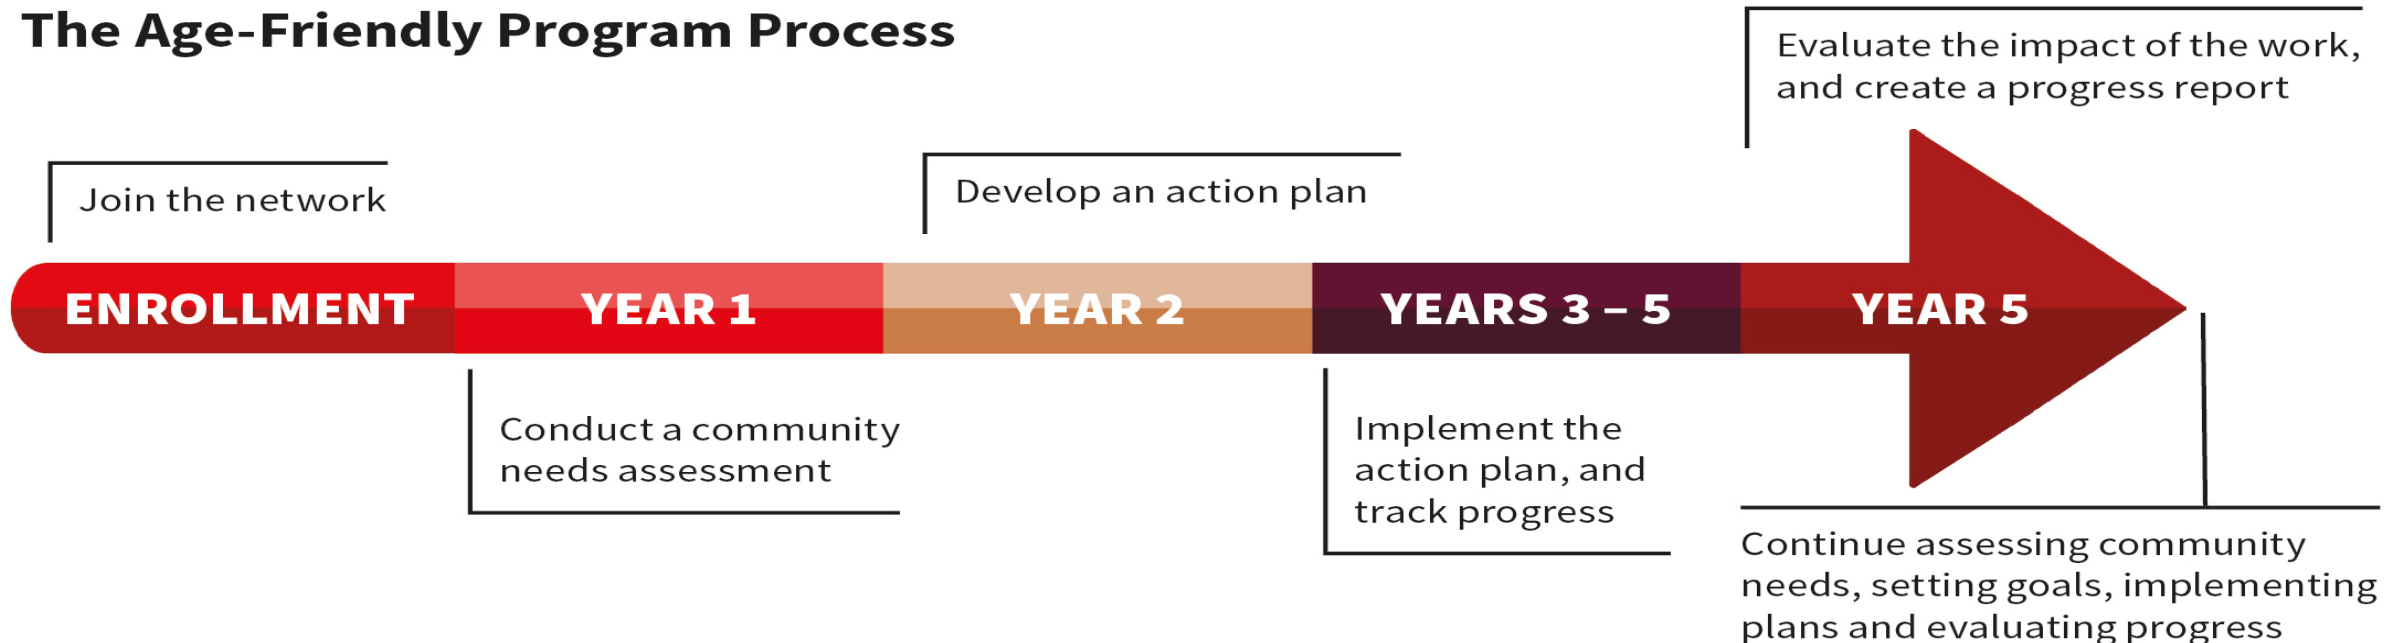 The Age-Friendly Program Process
Evaluate the impact of the work,
and create a progress report
Join the network
Develop an action plan
ENROLLMENT
YEAR 1
YEAR 2
YEARS 3 – 5
YEAR 5
Conduct a community
needs assessment
Implement the
action plan, and
track progress
Continue assessing community
needs, setting goals, implementing
plans and evaluating progress